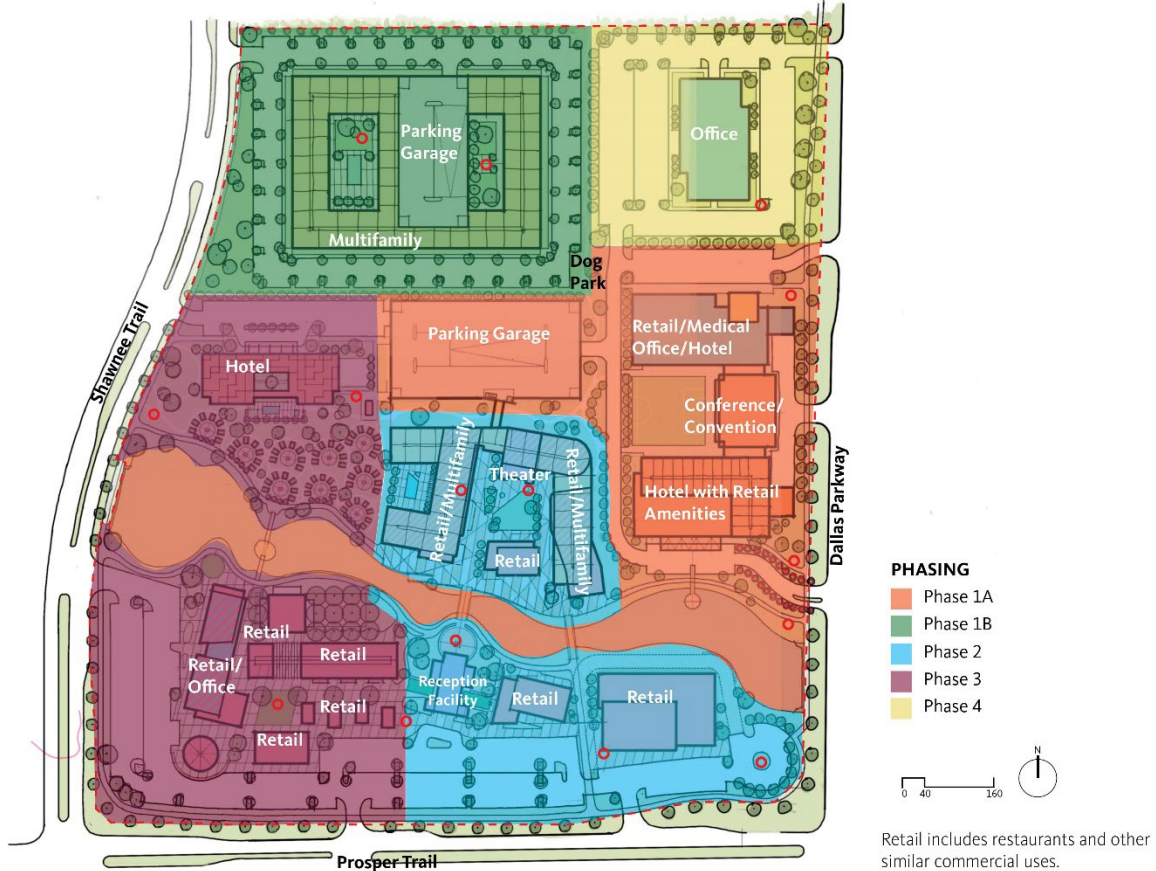 Parking
Garage
Office
Multifamily
Dog
Park
Shawnee Trail
Parking Garage
Retail/Medical
Office/Hotel
Hotel
Conference/
Convention
Retail/Multifamily
Theater
Retail/Multifamily
Hotel with Retail
Amenities
Retail
Dallas Parkway
Retail
Retail
Retail/
Office
Retail
Retail
Reception
Facility
Retail
Retail
Prosper Trail
PHASING
Phase 1A
Phase 1B
Phase 2
Phase 3
Phase 4
N
0 40 160
Retail includes restaurants and other
similar commercial uses.